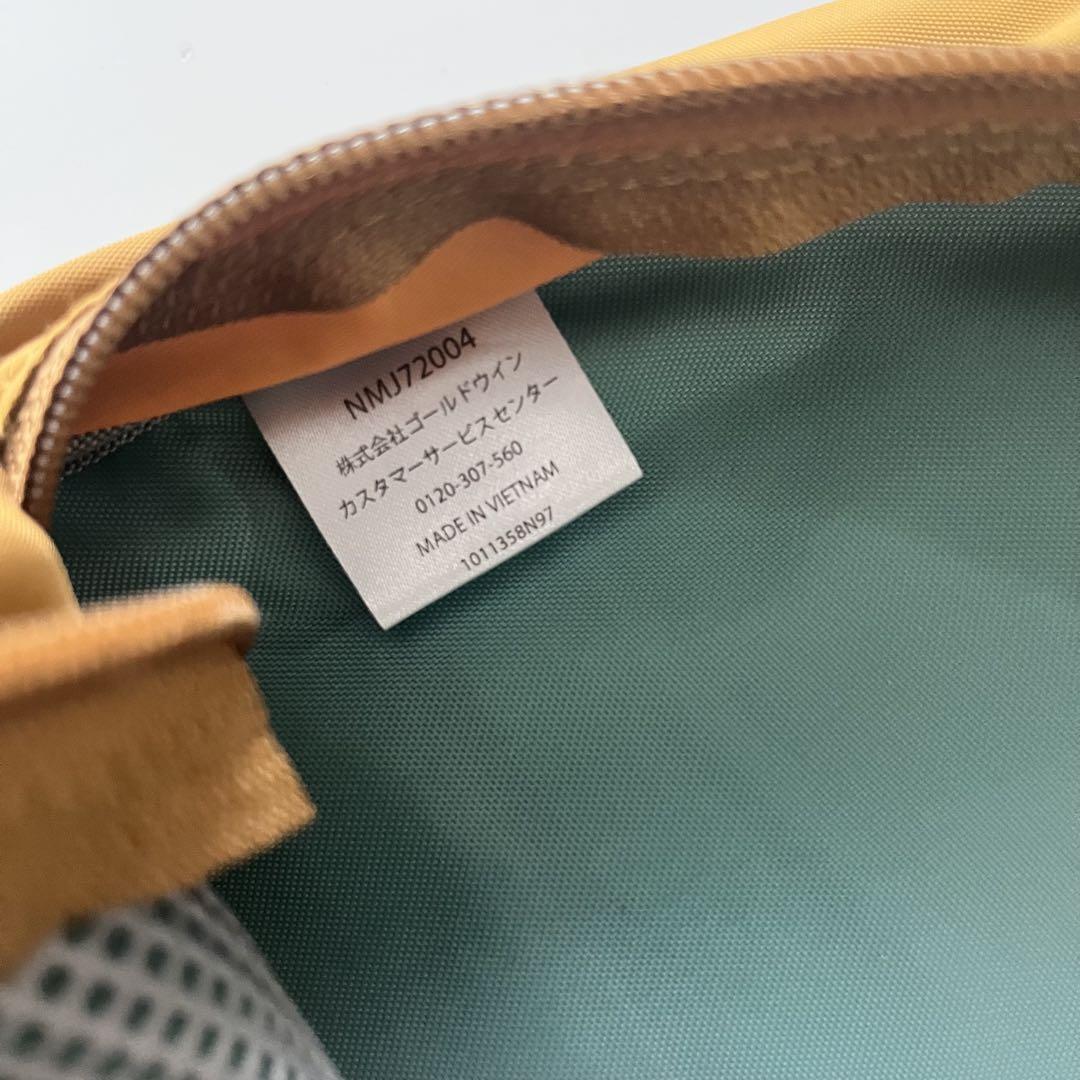 NMJ72004
株式会社ゴールドウイン
カスタマーサービスセンター
0120-307-560
MADE IN VIETNAM
1011358N97